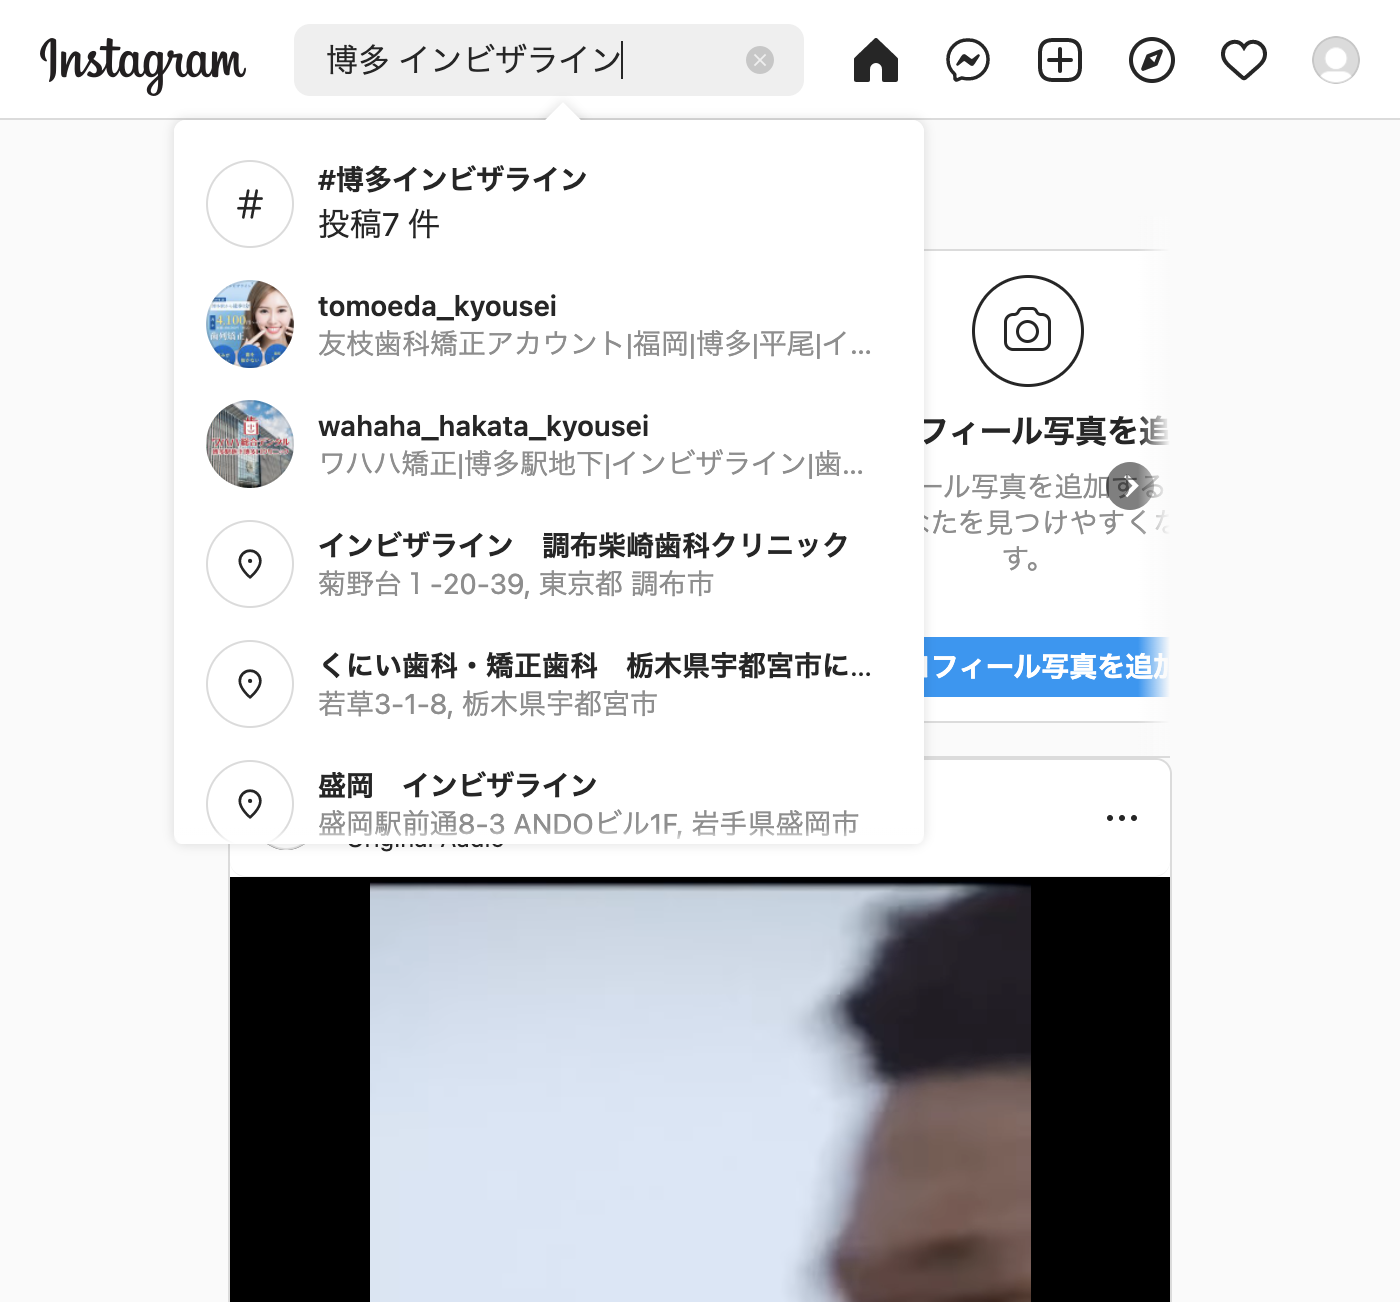 Instagram
博多 インビザライン
#博多インビザライン
投稿7 件
tomoeda_kyousei
友枝歯科矯正アカウント|福岡|博多|平尾|イ...
wahaha_hakata_kyousei
ワハハ矯正|博多駅地下|インビザライン|歯...
インビザライン　調布柴崎歯科クリニック
菊野台１-20-39, 東京都 調布市
くにい歯科・矯正歯科　栃木県宇都宮市に...
若草3-1-8, 栃木県宇都宮市
盛岡　インビザライン
盛岡駅前通8-3 ANDOビル1F, 岩手県盛岡市
フィール写真を追
ール写真を追加する
なたを見つけやすくな
す。
フィール写真を追加
Original Audio